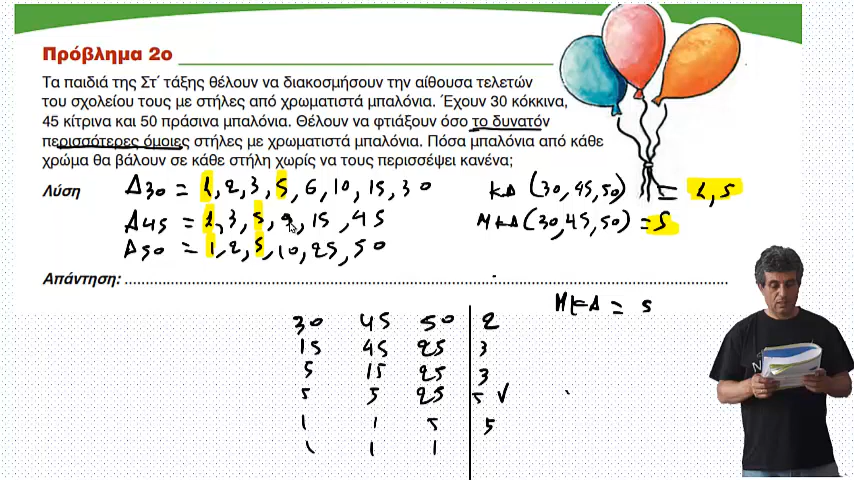 Πρόβλημα 2ο
Τα παιδιά της Στ΄ τάξης θέλουν να διακοσμήσουν την αίθουσα τελετών
του σχολείου τους με στήλες από χρωματιστά μπαλόνια. Έχουν 30 κόκκινα,
45 κίτρινα και 50 πράσινα μπαλόνια. Θέλουν να φτιάξουν όσο το δυνατόν
περισσότερες όμοιες στήλες με χρωματιστά μπαλόνια. Πόσα μπαλόνια από κάθε
χρώμα θα βάλουν σε κάθε στήλη χωρίς να τους περισσέψει κανένα;
Λύση
Δ30 = 1, 2, 3, 5, 6, 10, 15, 30
ΚΔ (30, 45, 50) = 1, 5
Δ45 = 1, 3, 5, 9, 15, 45
ΜΚΔ (30, 45, 50) = 5
Δ50 = 1, 2, 5, 10, 25, 50
Απάντηση:
ΜΚΔ = 5
30 45 50 2
15 45 25 3
5 15 25 3
5 5 25 5 ✓
1 1 5 5
1 1 1